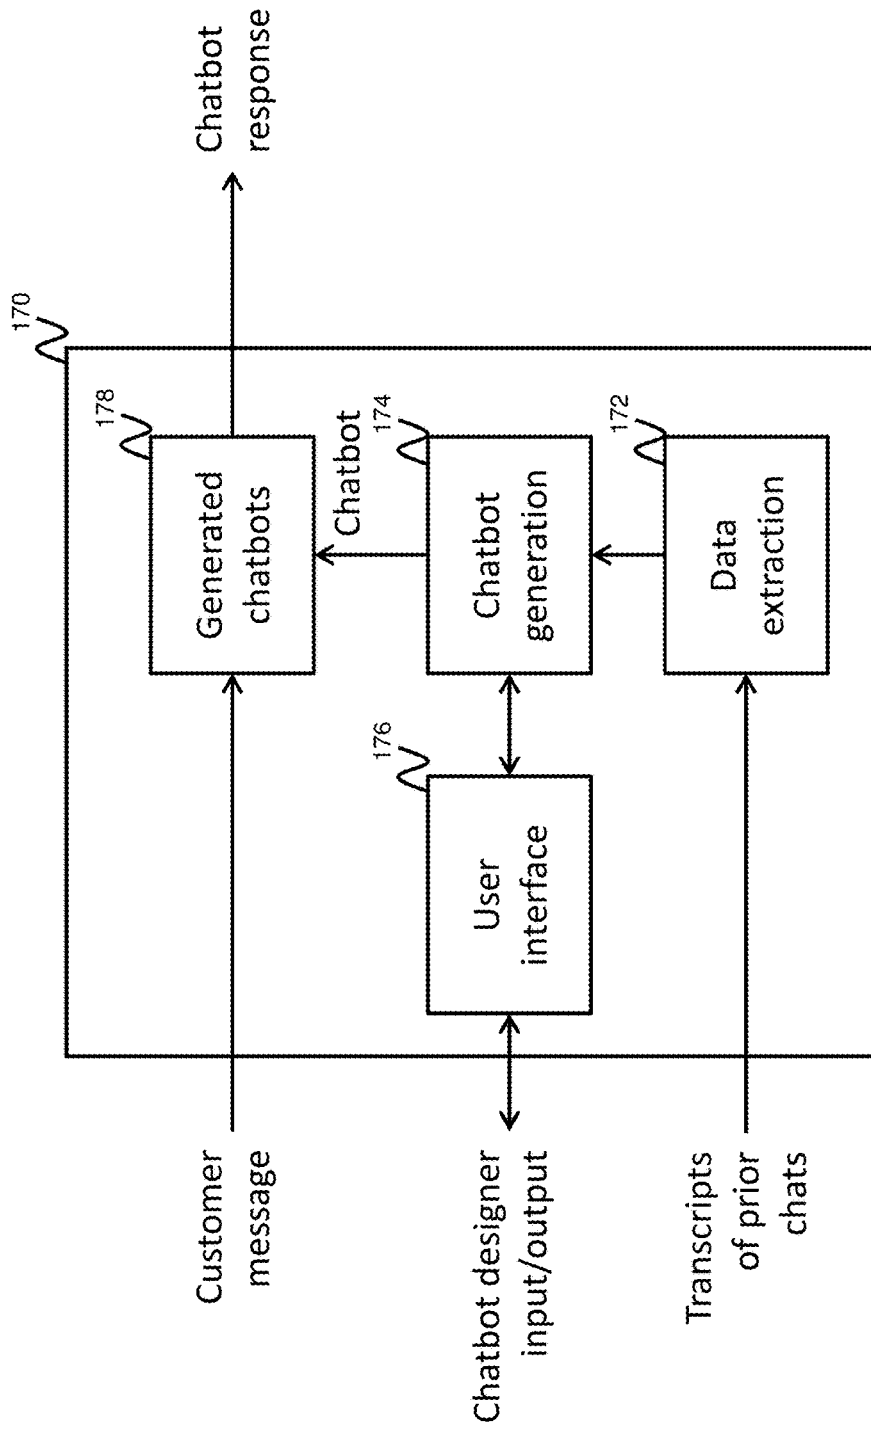 170
Customer
message
178
Generated
chatbots
Chatbot
response
Chatbot
Chatbot designer
input/output
176
User
interface
174
Chatbot
generation
Transcripts
of prior
chats
172
Data
extraction